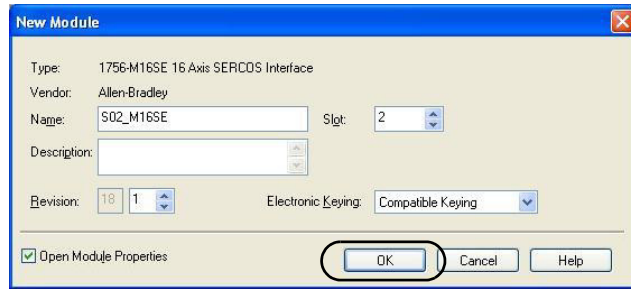 New Module
Type: 1756-M16SE 16 Axis SERCOS Interface
Vendor: Allen-Bradley
Name: S02_M16SE Slot: 2
Description:
Revision: 18 1 Electronic Keying: Compatible Keying
Open Module Properties OK Cancel Help